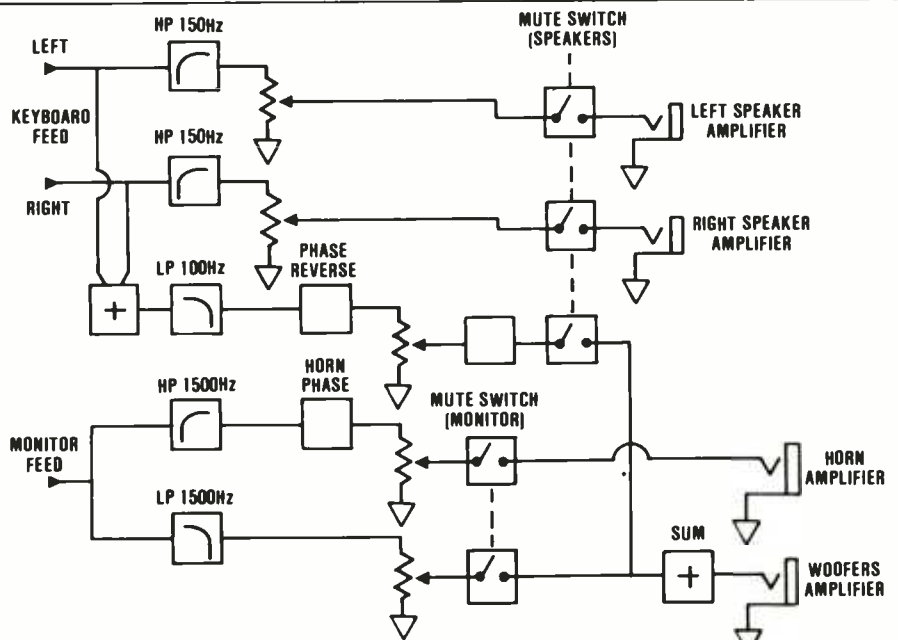 HP 150Hz
MUTE SWITCH
(SPEAKERS)
LEFT
KEYBOARD
FEED
LEFT SPEAKER
AMPLIFIER
HP 150Hz
RIGHT
RIGHT SPEAKER
AMPLIFIER
PHASE
REVERSE
LP 100Hz
+
HORN
PHASE
HP 1500Hz
MUTE SWITCH
(MONITOR)
MONITOR
FEED
HORN
AMPLIFIER
LP 1500Hz
SUM
+
WOOFERS
AMPLIFIER